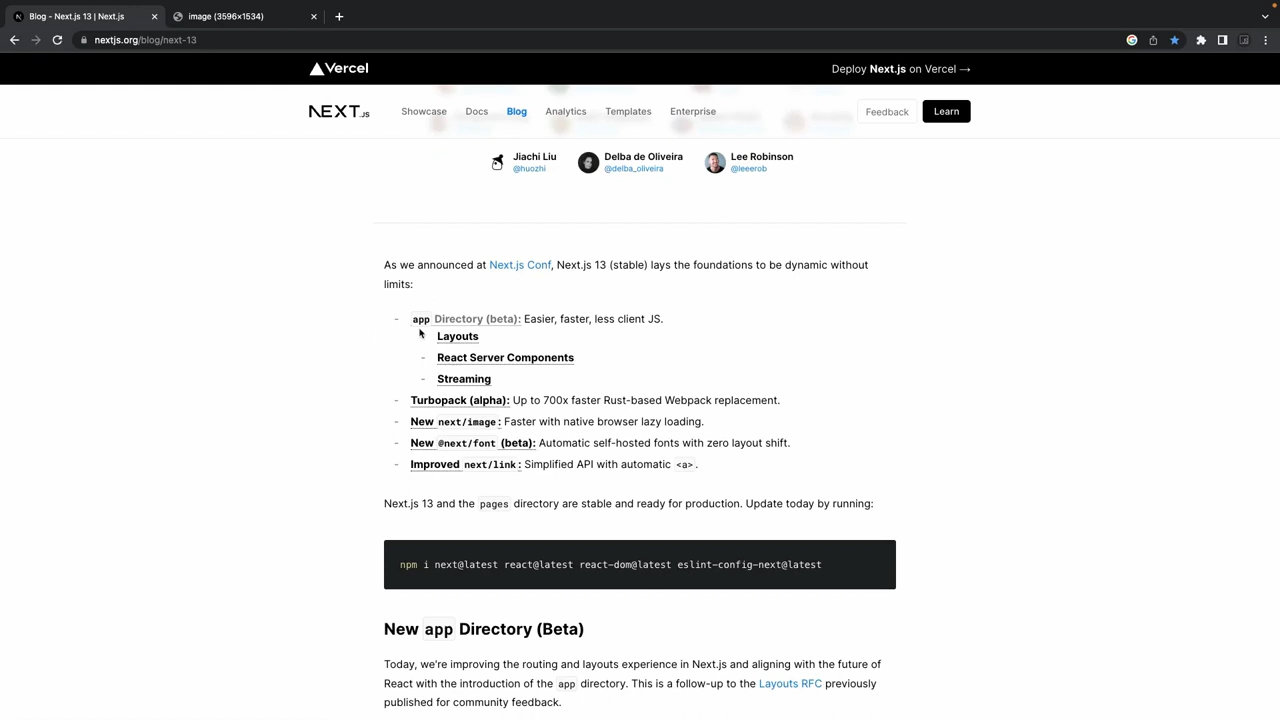 Blog - Next.js 13 | Next.js
image (3596×1534)
nextjs.org/blog/next-13
Vercel
Deploy Next.js on Vercel →
NEXT.JS
Showcase
Docs
Blog
Analytics
Templates
Enterprise
Feedback
Learn
Jiachi Liu
@huozhi
Delba de Oliveira
@delba_oliveira
Lee Robinson
@leeerob
As we announced at Next.js Conf, Next.js 13 (stable) lays the foundations to be dynamic without
limits:
- app Directory (beta): Easier, faster, less client JS.
Layouts
- React Server Components
- Streaming
- Turbopack (alpha): Up to 700x faster Rust-based Webpack replacement.
- New next/image: Faster with native browser lazy loading.
- New @next/font (beta): Automatic self-hosted fonts with zero layout shift.
- Improved next/link: Simplified API with automatic <a>.
Next.js 13 and the pages directory are stable and ready for production. Update today by running:
npm i next@latest react@latest react-dom@latest eslint-config-next@latest
New app Directory (Beta)
Today, we're improving the routing and layouts experience in Next.js and aligning with the future of
React with the introduction of the app directory. This is a follow-up to the Layouts RFC previously
published for community feedback.